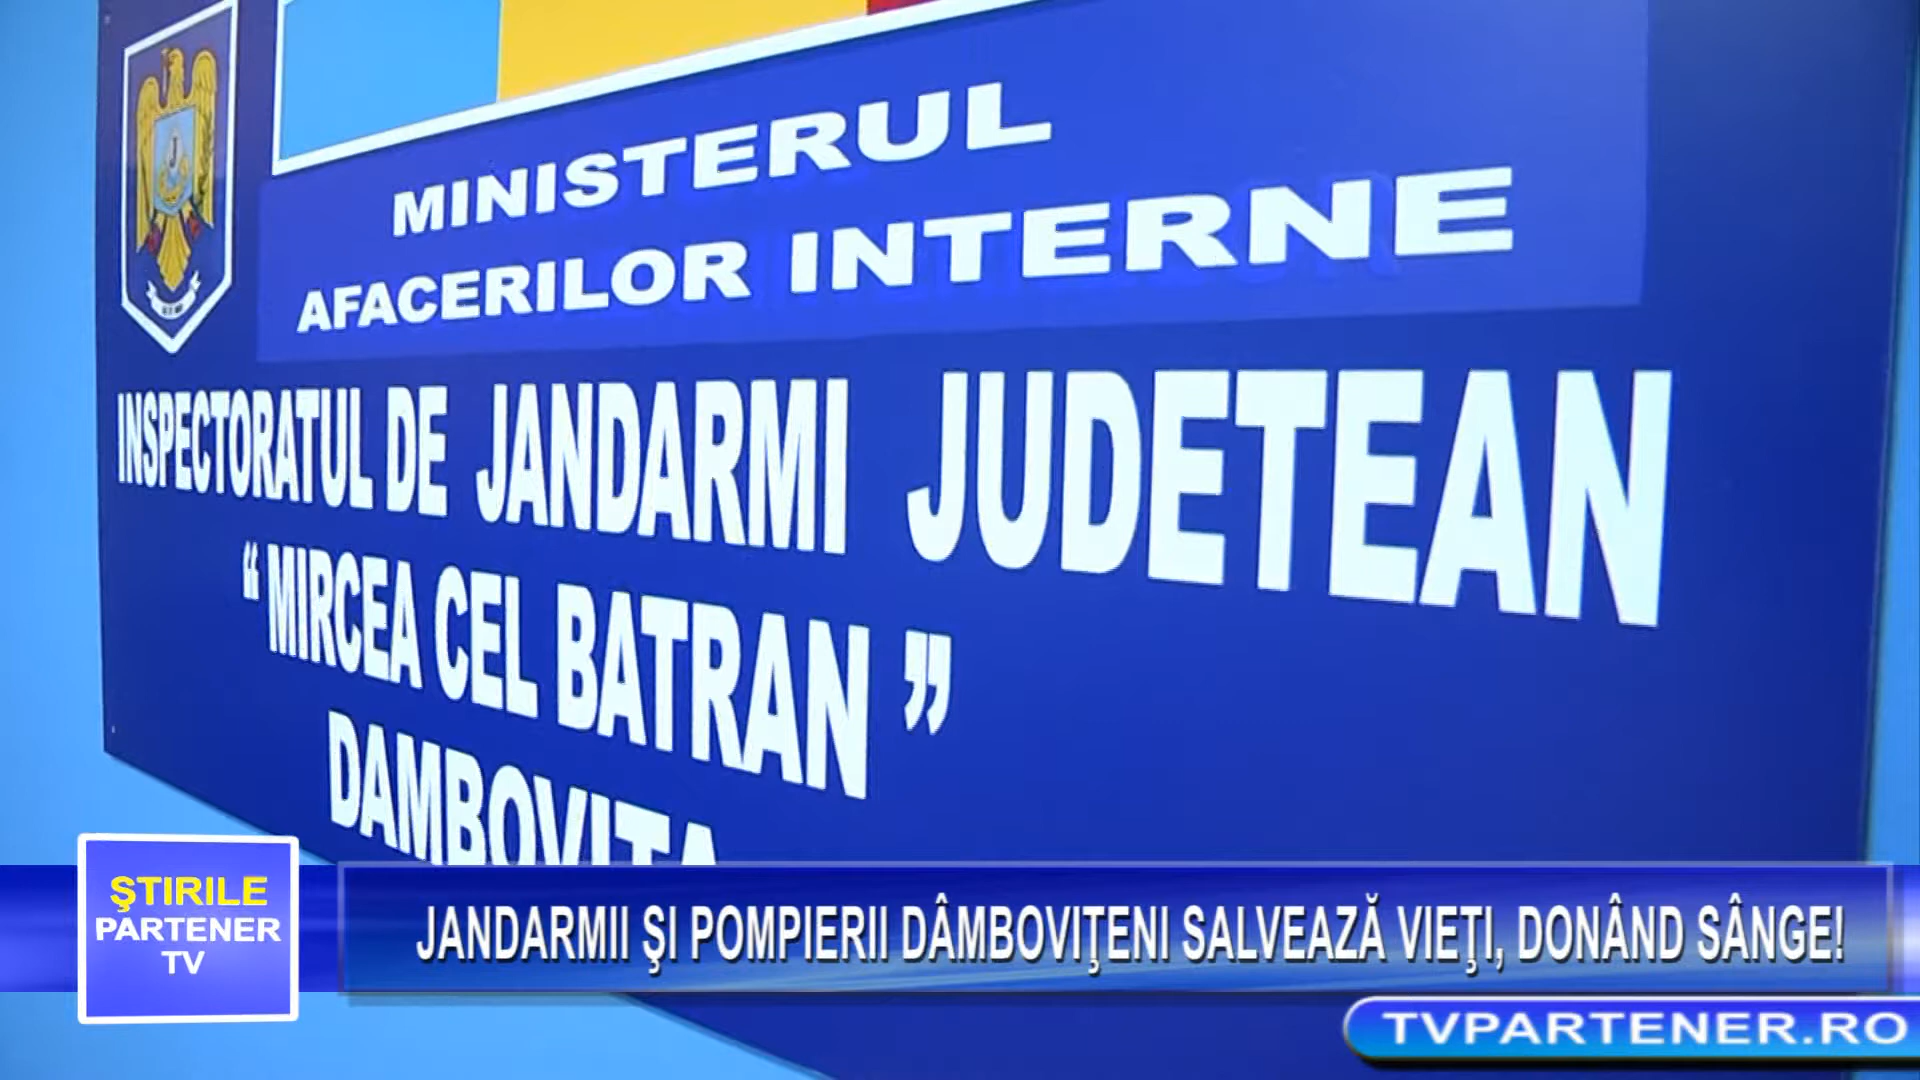 MINISTERUL
AFACERILOR INTERNE
INSPECTORATUL DE JANDARMI JUDETEAN
“ MIRCEA CEL BATRAN ”
DAMBOVITA
ŞTIRILE
PARTENER
TV
JANDARMII ŞI POMPIERII DÂMBOVIŢENI SALVEAZĂ VIEŢI, DONÂND SÂNGE!
TVPARTENER.RO